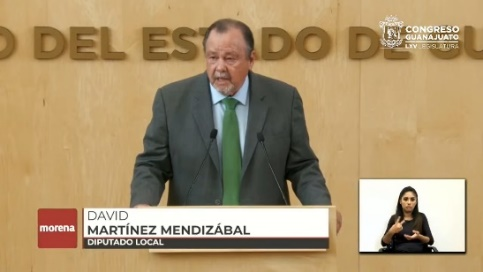 O DEL ESTADO DE
CONGRESO
GUANAJUATO
LXV LEGISLATURA
morena
DAVID
MARTÍNEZ MENDIZÁBAL
DIPUTADO LOCAL